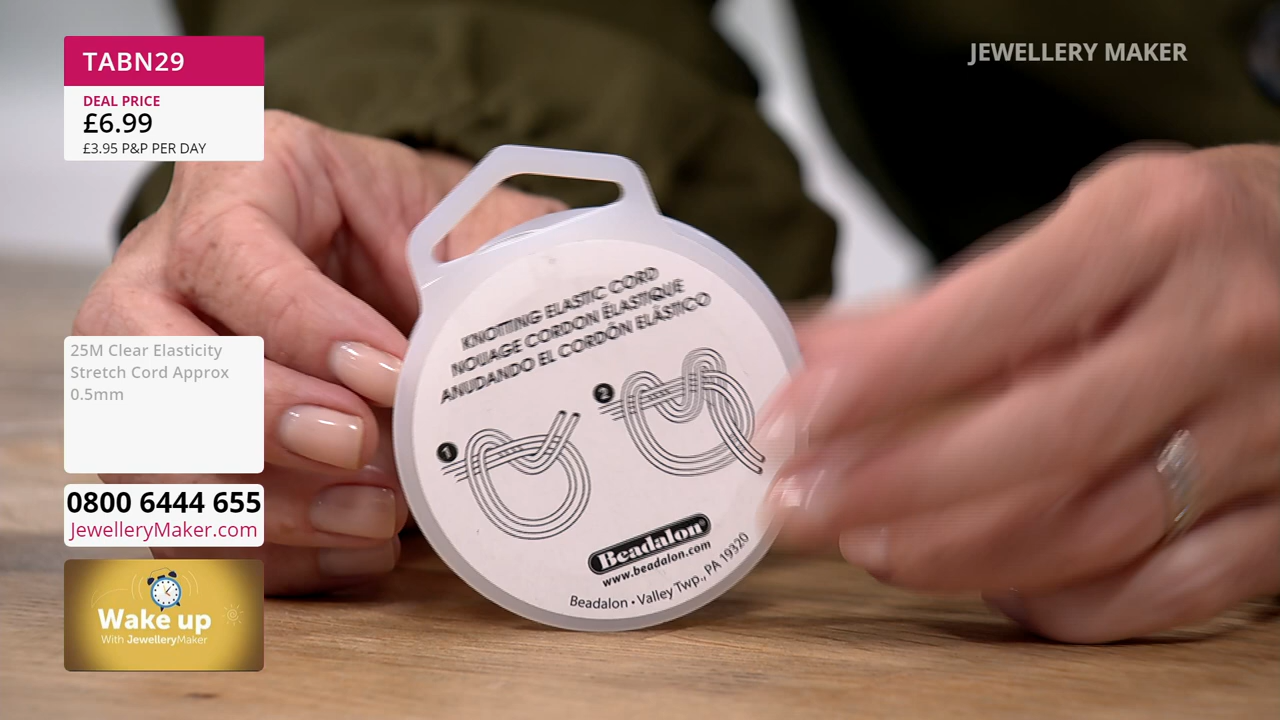 TABN29
DEAL PRICE
£6.99
£3.95 P&P PER DAY
JEWELLERY MAKER
25M Clear Elasticity
Stretch Cord Approx
0.5mm
0800 6444 655
JewelleryMaker.com
Wake up
With JewelleryMaker
KNOTTING ELASTIC CORD
NOUAGE CORDON ÉLASTIQUE
ANUDANDO EL CORDÓN ELÁSTICO
1
2
Beadalon®
www.beadalon.com
Beadalon • Valley Twp., PA 19320